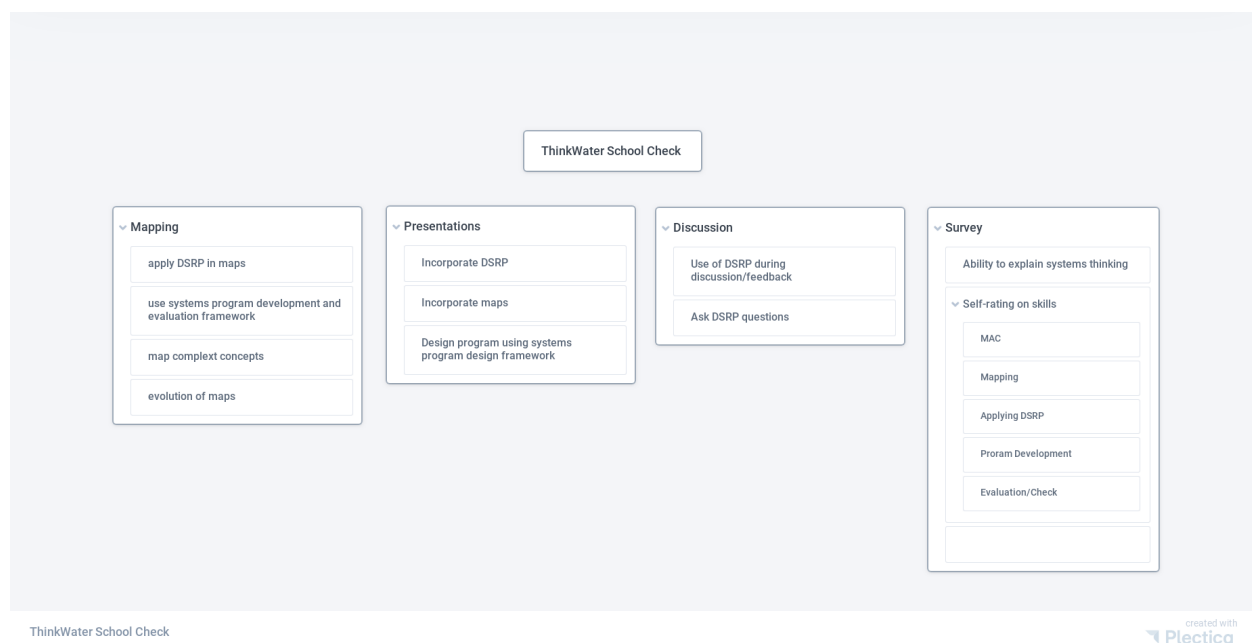 ThinkWater School Check
Mapping
apply DSRP in maps
use systems program development and
evaluation framework
map complext concepts
evolution of maps
Presentations
Incorporate DSRP
Incorporate maps
Design program using systems
program design framework
Discussion
Use of DSRP during
discussion/feedback
Ask DSRP questions
Survey
Ability to explain systems thinking
Self-rating on skills
MAC
Mapping
Applying DSRP
Proram Development
Evaluation/Check
ThinkWater School Check
created with
Plectica